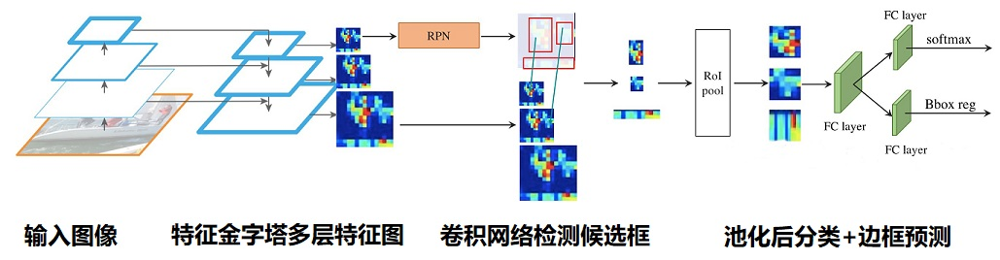 FC layer
softmax
RPN
RoI
pool
Bbox reg
FC layer
FC layer
输入图像
特征金字塔多层特征图
卷积网络检测候选框
池化后分类+边框预测